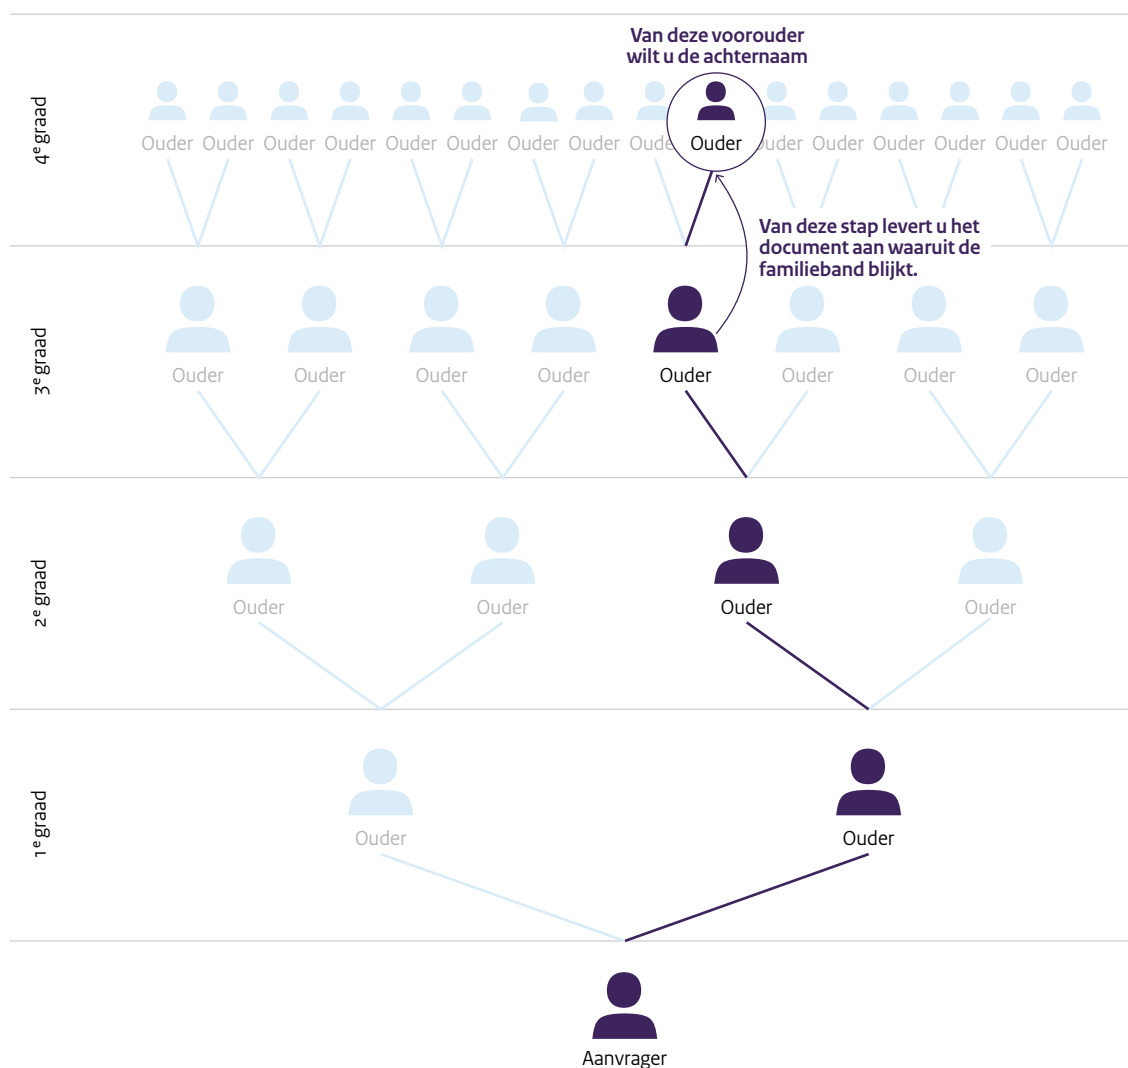 Van deze voorouder
wilt u de achternaam
4e graad
Ouder Ouder Ouder Ouder Ouder Ouder Ouder Ouder Ouder Ouder Ouder Ouder Ouder Ouder Ouder Ouder
Van deze stap levert u het
document aan waaruit de
familieband blijkt.
3e graad
Ouder Ouder Ouder Ouder Ouder Ouder Ouder Ouder
2e graad
Ouder Ouder Ouder Ouder
1e graad
Ouder Ouder
Aanvrager